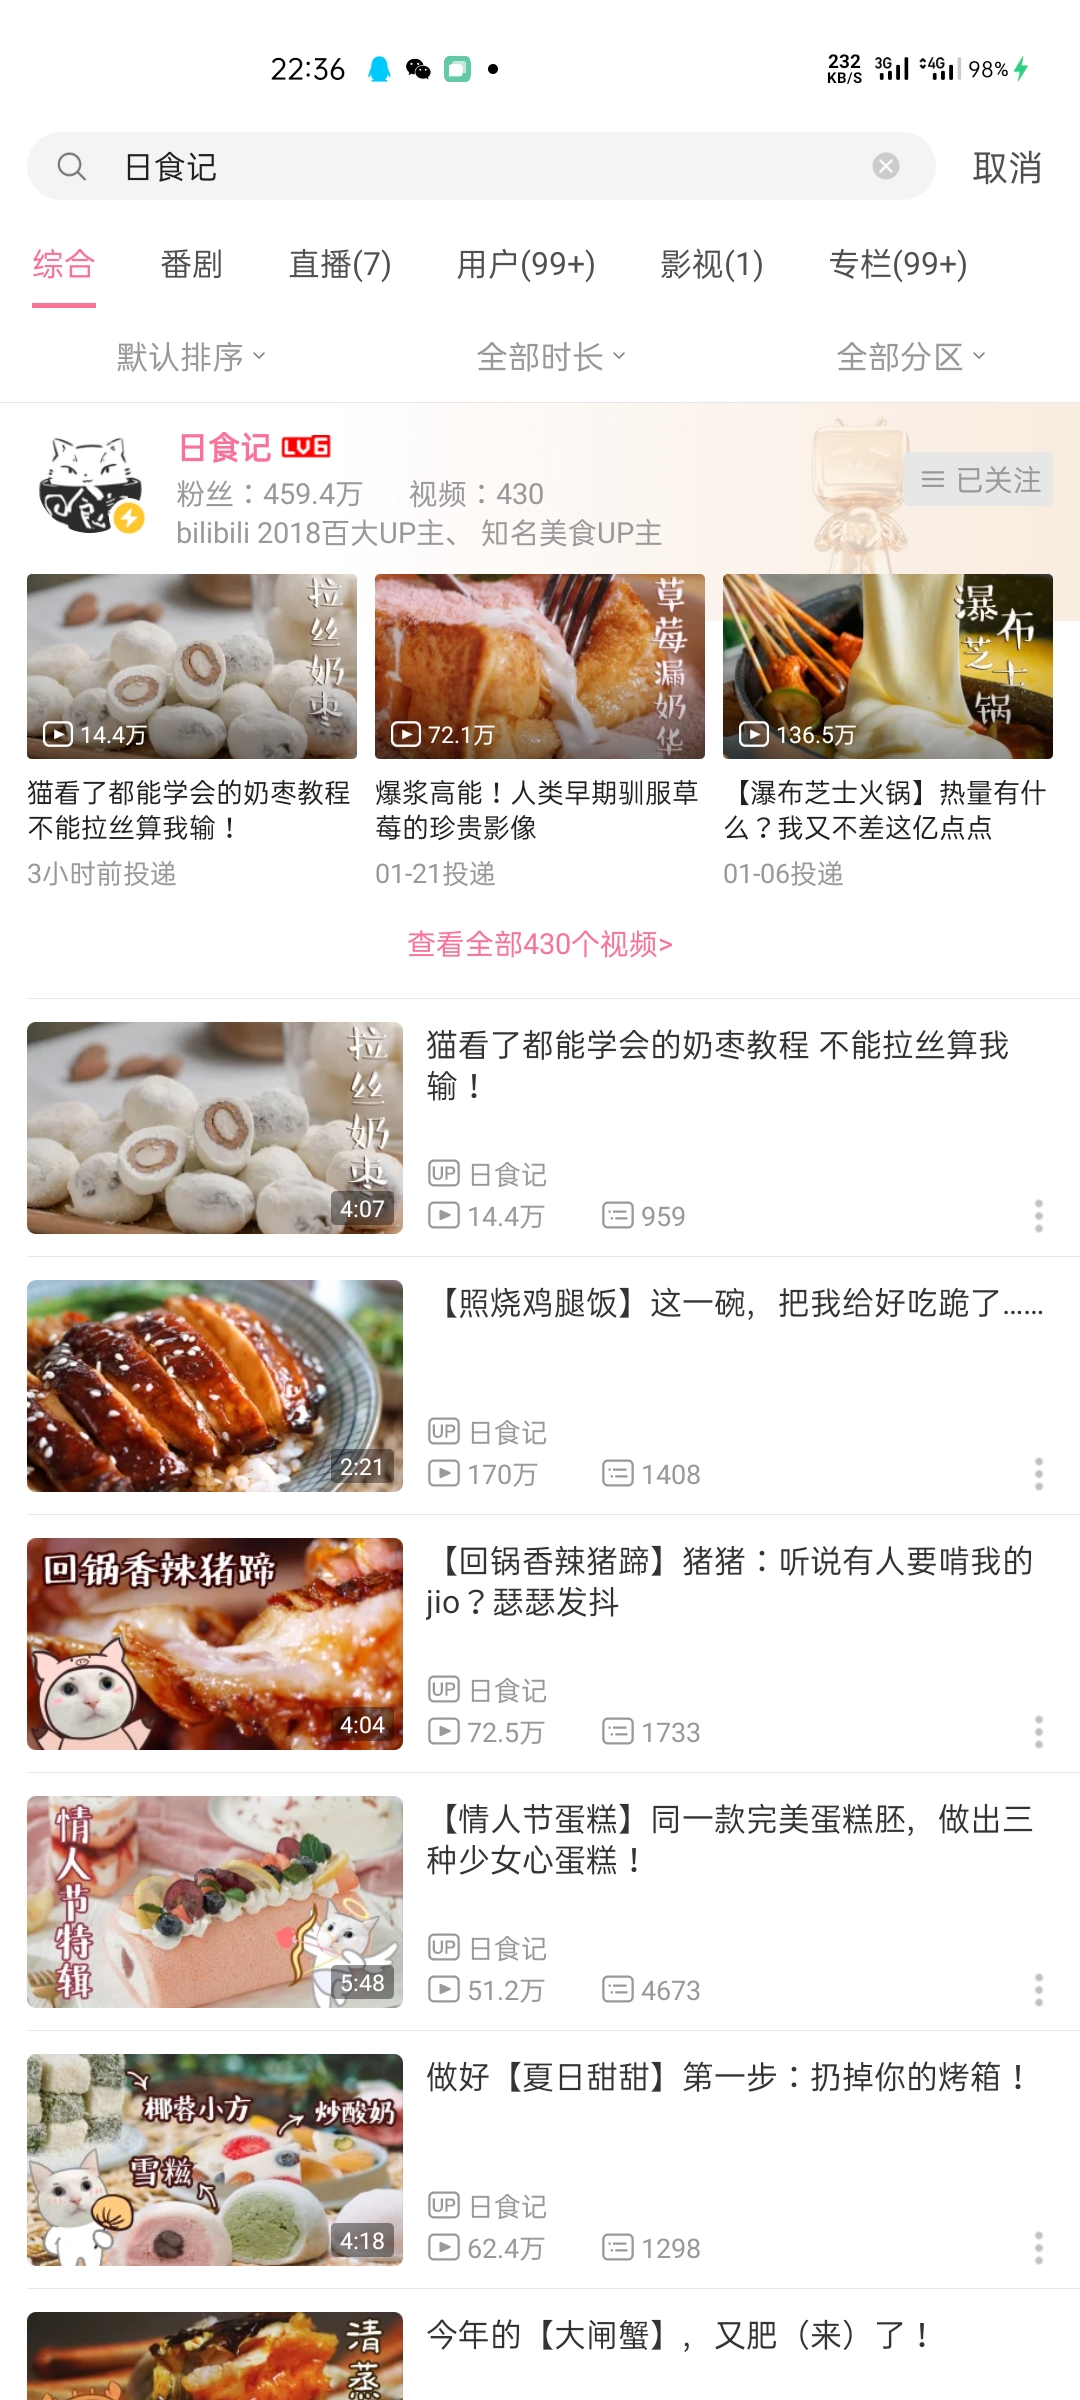 22:36
232 KB/S 3G 4G 98%
日食记
取消
综合 番剧 直播(7) 用户(99+) 影视(1) 专栏(99+)
默认排序 全部时长 全部分区
日食记 LV6
粉丝：459.4万 视频：430
已关注
bilibili 2018百大UP主、 知名美食UP主
日食记
拉丝奶枣
14.4万
草莓漏奶华
72.1万
瀑布芝士锅
136.5万
猫看了都能学会的奶枣教程
不能拉丝算我输！
3小时前投递
爆浆高能！人类早期驯服草
莓的珍贵影像
01-21投递
【瀑布芝士火锅】热量有什
么？我又不差这亿点点
01-06投递
查看全部430个视频>
拉丝奶枣
4:07
猫看了都能学会的奶枣教程 不能拉丝算我
输！
UP 日食记
14.4万 959
2:21
【照烧鸡腿饭】这一碗，把我给好吃跪了……
UP 日食记
170万 1408
回锅香辣猪蹄
4:04
【回锅香辣猪蹄】猪猪：听说有人要啃我的
jio？瑟瑟发抖
UP 日食记
72.5万 1733
情人节特辑
5:48
【情人节蛋糕】同一款完美蛋糕胚，做出三
种少女心蛋糕！
UP 日食记
51.2万 4673
椰蓉小方
炒酸奶
雪糍
4:18
做好【夏日甜甜】第一步：扔掉你的烤箱！
UP 日食记
62.4万 1298
清蒸
今年的【大闸蟹】，又肥（来）了！